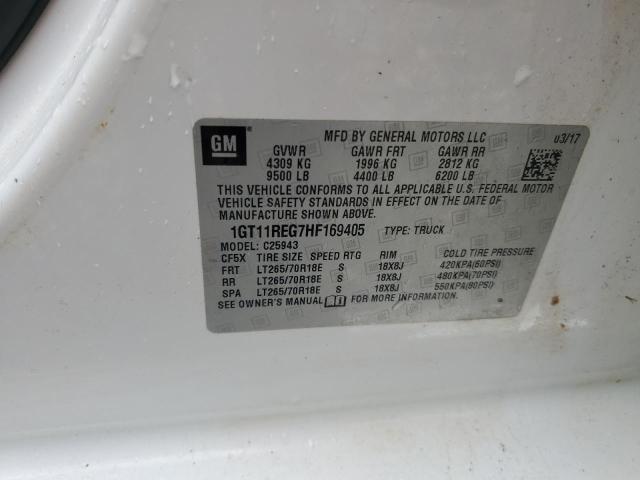 GM
MFD BY GENERAL MOTORS LLC 03/17
GVWR GAWR FRT GAWR RR
4309 KG 1996 KG 2812 KG
9500 LB 4400 LB 6200 LB
THIS VEHICLE CONFORMS TO ALL APPLICABLE U.S. FEDERAL MOTOR
VEHICLE SAFETY STANDARDS IN EFFECT ON THE DATE OF
MANUFACTURE SHOWN ABOVE.
1GT11REG7HF169405 TYPE: TRUCK
MODEL: C25943
CF5X TIRE SIZE SPEED RTG RIM COLD TIRE PRESSURE
FRT LT265/70R18E S 18X8J 420KPA(60PSI)
RR LT265/70R18E S 18X8J 480KPA(70PSI)
SPA LT265/70R18E S 18X8J 550KPA(80PSI)
SEE OWNER'S MANUAL FOR MORE INFORMATION.